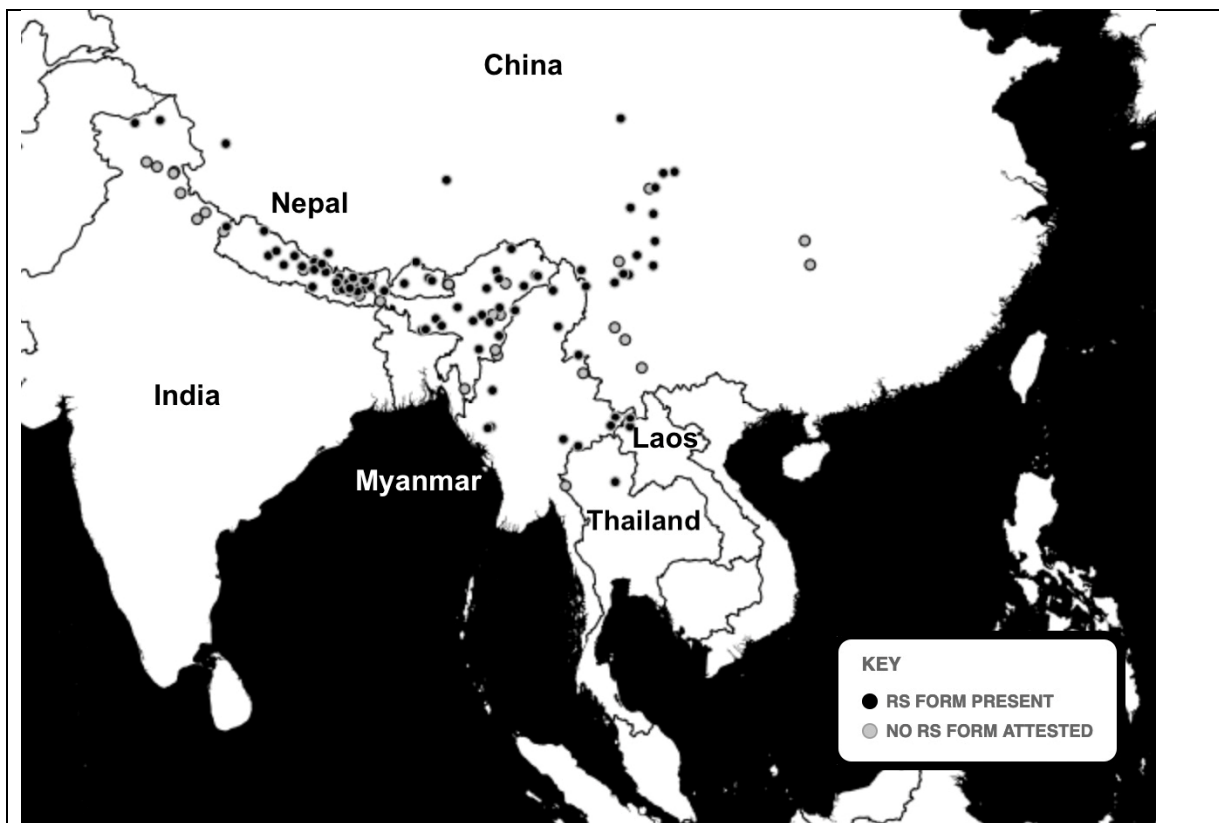 China
Nepal
India
Laos
Myanmar
Thailand
KEY
RS FORM PRESENT
NO RS FORM ATTESTED